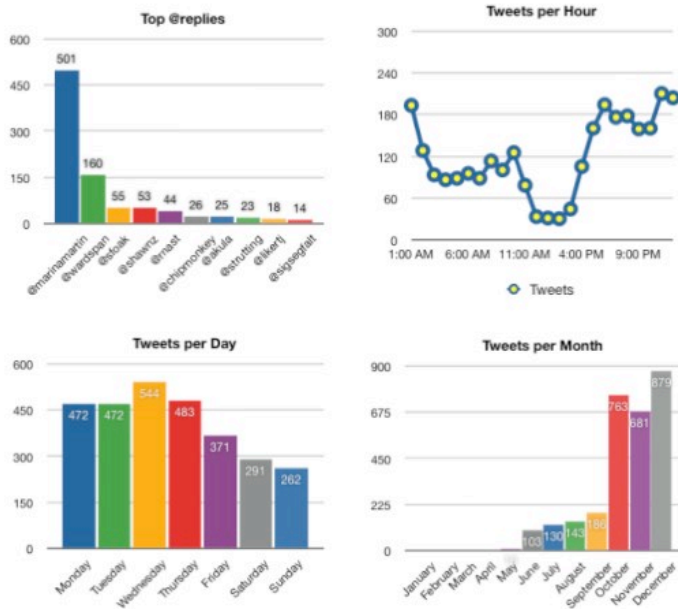 Top @replies
600
450
300
150
0
501
160
55
53
44
26
25
23
18
14
@marinamartin
@wardspan
@sfoak
@shawnz
@rnast
@chipmonkey
@akula
@strutting
@likertj
@sigsegfalt
Tweets per Hour
300
240
180
120
60
0
1:00 AM 6:00 AM 11:00 AM 4:00 PM 9:00 PM
Tweets
Tweets per Day
600
450
300
150
0
472
472
544
483
371
291
262
Monday
Tuesday
Wednesday
Thursday
Friday
Saturday
Sunday
Tweets per Month
900
675
450
225
0
103
130
143
186
763
681
879
January
February
March
April
May
June
July
August
September
October
November
December